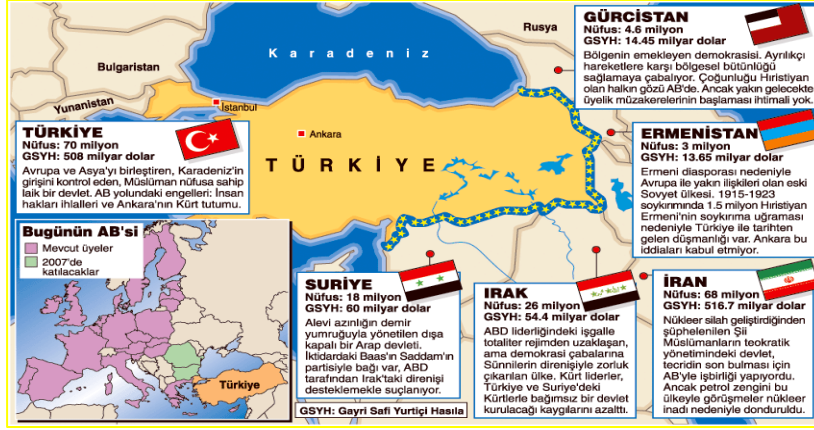 Karadeniz
Rusya
Bulgaristan
Yunanistan
İstanbul
Ankara
TÜRKİYE
GÜRCİSTAN
Nüfus: 4.6 milyon
GSYH: 14.45 milyar dolar
Bölgenin emekleyen demokrasisi. Ayrılıkçı
hareketlere karşı bölgesel bütünlüğü
sağlamaya çabalıyor. Çoğunluğu Hıristiyan
olan halkın gözü AB'de. Ancak yakın gelecekte
üyelik müzakerelerinin başlaması ihtimali yok.
TÜRKİYE
Nüfus: 70 milyon
GSYH: 508 milyar dolar
Avrupa ve Asya'yı birleştiren, Karadeniz'in
girişini kontrol eden, Müslüman nüfusa sahip
laik bir devlet. AB yolundaki engelleri: İnsan
hakları ihlalleri ve Ankara'nın Kürt tutumu.
ERMENİSTAN
Nüfus: 3 milyon
GSYH: 13.65 milyar dolar
Ermeni diasporası nedeniyle
Avrupa ile yakın ilişkileri olan eski
Sovyet ülkesi. 1915-1923
soykırımında 1.5 milyon Hıristiyan
Ermeni'nin soykırıma uğraması
nedeniyle Türkiye ile tarihten
gelen düşmanlığı var. Ankara bu
iddiaları kabul etmiyor.
Bugünün AB'si
Mevcut üyeler
2007'de
katılacaklar
Türkiye
SURİYE
Nüfus: 18 milyon
GSYH: 60 milyar dolar
Alevi azınlığın demir
yumruğuyla yönetilen dışa
kapalı bir Arap devleti.
İktidardaki Baas'ın Saddam'ın
partisiyle bağı var, ABD
tarafından Irak'taki direnişi
desteklemekle suçlanıyor.
GSYH: Gayri Safi Yurtiçi Hasıla
IRAK
Nüfus: 26 milyon
GSYH: 54.4 milyar dolar
ABD liderliğindeki işgalle
totaliter rejimden uzaklaşan,
ama demokrasi çabalarına
Sünnilerin direnişiyle zorluk
çıkarılan ülke. Kürt liderler,
Türkiye ve Suriye'deki
Kürtlerle bağımsız bir devlet
kurulacağı kaygılarını azalttı.
İRAN
Nüfus: 68 milyon
GSYH: 516.7 milyar dolar
Nükleer silah geliştirdiğinden
şüphelenilen Şii
Müslümanların teokratik
yönetimindeki devlet,
tecridin son bulması için
AB'yle işbirliği yapıyordu.
Ancak petrol zengini bu
ülkeyle görüşmeler nükleer
inadı nedeniyle donduruldu.